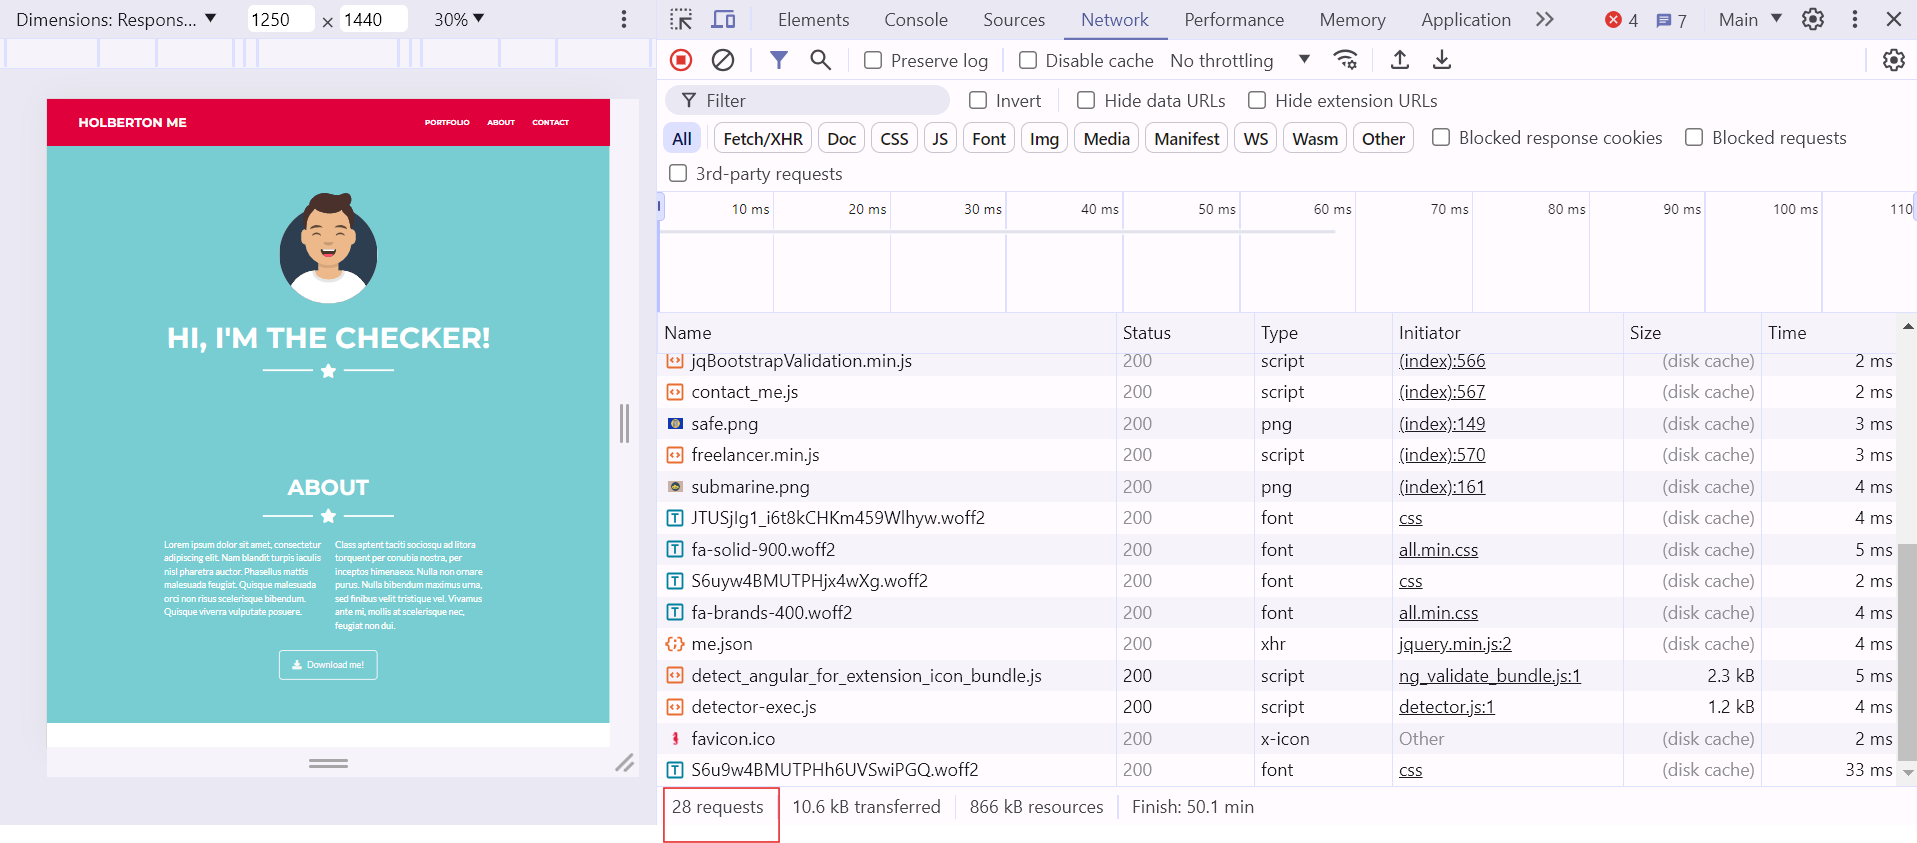 Dimensions: Respons... ▼ 1250 × 1440 30% ▼
Elements Console Sources Network Performance Memory Application 4 7 Main ▼
Preserve log Disable cache No throttling ▼
Filter Invert Hide data URLs Hide extension URLs
All Fetch/XHR Doc CSS JS Font Img Media Manifest WS Wasm Other Blocked response cookies Blocked requests
3rd-party requests
10 ms 20 ms 30 ms 40 ms 50 ms 60 ms 70 ms 80 ms 90 ms 100 ms 110
Name Status Type Initiator Size Time
jqBootstrapValidation.min.js 200 script (index):566 (disk cache) 2 ms
contact_me.js 200 script (index):567 (disk cache) 2 ms
safe.png 200 png (index):149 (disk cache) 3 ms
freelancer.min.js 200 script (index):570 (disk cache) 3 ms
submarine.png 200 png (index):161 (disk cache) 4 ms
JTUSjIg1_i6t8kCHKm459Wlhyw.woff2 200 font css (disk cache) 4 ms
fa-solid-900.woff2 200 font all.min.css (disk cache) 5 ms
S6uyw4BMUTPHjx4wXg.woff2 200 font css (disk cache) 2 ms
fa-brands-400.woff2 200 font all.min.css (disk cache) 4 ms
me.json 200 xhr jquery.min.js:2 (disk cache) 4 ms
detect_angular_for_extension_icon_bundle.js 200 script ng_validate_bundle.js:1 2.3 kB 5 ms
detector-exec.js 200 script detector.js:1 1.2 kB 4 ms
favicon.ico 200 x-icon Other (disk cache) 2 ms
S6u9w4BMUTPHh6UVSwiPGQ.woff2 200 font css (disk cache) 33 ms
28 requests 10.6 kB transferred 866 kB resources Finish: 50.1 min
HOLBERTON ME PORTFOLIO ABOUT CONTACT
HI, I'M THE CHECKER!
ABOUT
Lorem ipsum dolor sit amet, consectetur
adipiscing elit. Nam blandit turpis iaculis
nisl pharetra auctor. Phasellus mattis
malesuada feugiat. Quisque malesuada
orci non risus scelerisque bibendum.
Quisque viverra vulputate posuere.
Class aptent taciti sociosqu ad litora
torquent per conubia nostra, per
inceptos himenaeos. Nulla non ornare
purus. Nulla bibendum maximus urna,
sed finibus velit tristique vel. Vivamus
ante mi, mollis at scelerisque nec,
feugiat non dui.
Download me!